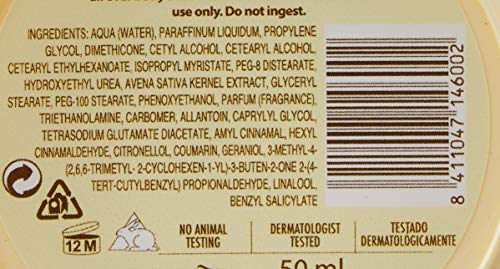 use only. Do not ingest.
INGREDIENTS: AQUA (WATER), PARAFFINUM LIQUIDUM, PROPYLENE
GLYCOL, DIMETHICONE, CETYL ALCOHOL, CETEARYL ALCOHOL,
CETEARYL ETHYLHEXANOATE, ISOPROPYL MYRISTATE, PEG-8 DISTEARATE,
HYDROXYETHYL UREA, AVENA SATIVA KERNEL EXTRACT, GLYCERYL
STEARATE, PEG-100 STEARATE, PHENOXYETHANOL, PARFUM (FRAGRANCE),
TRIETHANOLAMINE, CARBOMER, ALLANTOIN, CAPRYLYL GLYCOL,
TETRASODIUM GLUTAMATE DIACETATE, AMYL CINNAMAL, HEXYL
CINNAMALDEHYDE, CITRONELLOL, COUMARIN, GERANIOL, 3-METHYL-4-
(2,6,6-TRIMETYL- 2-CYCLOHEXEN-1-YL)-3-BUTEN-2-ONE 2-(4-
TERT-CUTYLBENZYL) PROPIONALDEHYDE, LINALOOL,
BENZYL SALICYLATE
8 411047 146002
12 M
NO ANIMAL
TESTING
DERMATOLOGIST
TESTED
TESTADO
DERMATOLOGICAMENTE
50 ml